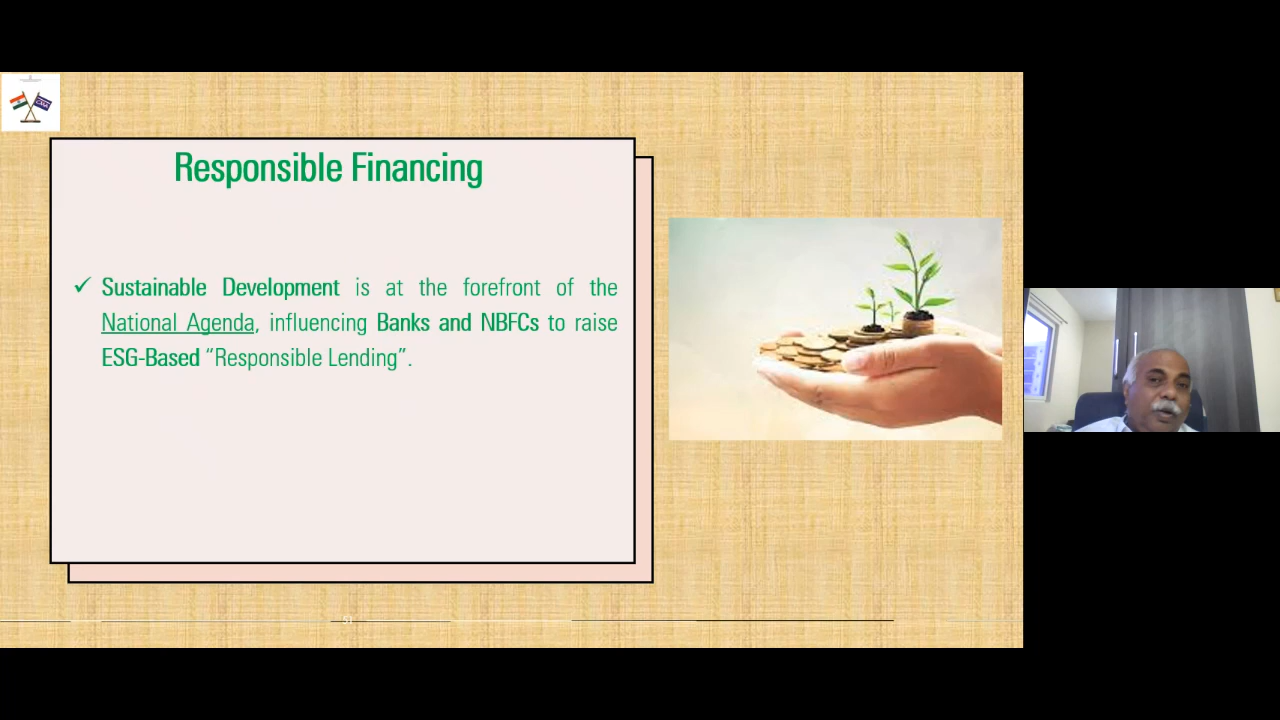 Responsible Financing
✓ Sustainable Development is at the forefront of the
National Agenda, influencing Banks and NBFCs to raise
ESG-Based “Responsible Lending”.